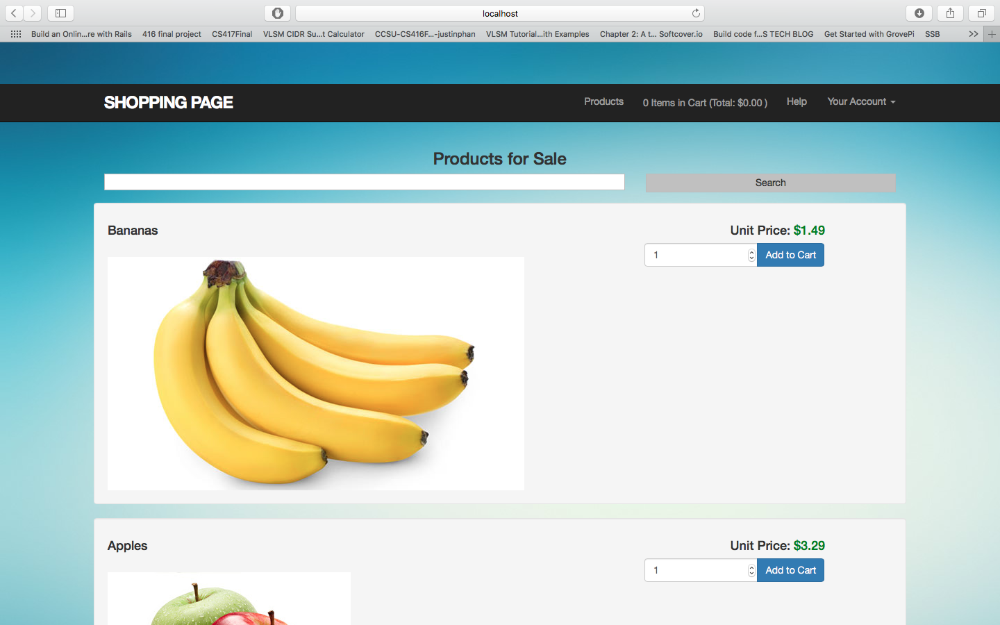 localhost
Build an Onlin...re with Rails 416 final project CS417Final VLSM CIDR Su...t Calculator CCSU-CS416F...-justinphan VLSM Tutorial...ith Examples Chapter 2: A t... Softcover.io Build code f...S TECH BLOG Get Started with GrovePi SSB >>
SHOPPING PAGE Products 0 Items in Cart (Total: $0.00 ) Help Your Account
Products for Sale
Search
Bananas Unit Price: $1.49
1 Add to Cart
Apples Unit Price: $3.29
1 Add to Cart